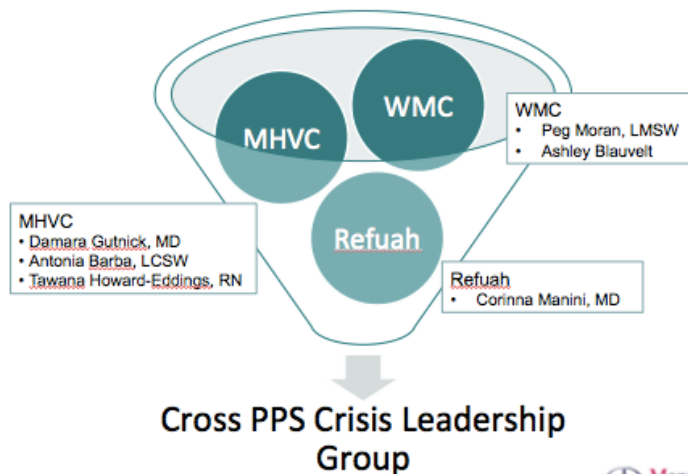 MHVC
WMC
Refuah
WMC
• Peg Moran, LMSW
• Ashley Blauvelt
MHVC
• Damara Gutnick, MD
• Antonia Barba, LCSW
• Tawana Howard-Eddings, RN
Refuah
• Corinna Manini, MD
Cross PPS Crisis Leadership
Group